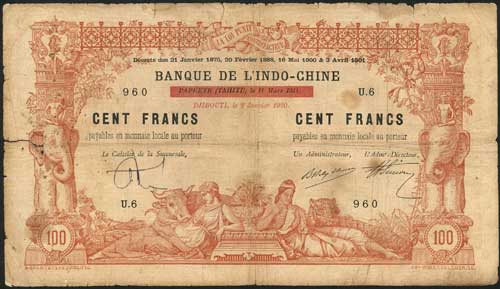 LA LOI PUNIT
Décrets des 21 Janvier 1875, 20 Février 1888, 16 Mai 1900 & 3 Avril 1901
BANQUE DE L'INDO-CHINE
960 U.6
PAPEETE (TAHITI), le 11 Mars
DJIBOUTI, le 2 Janvier 1920.
CENT FRANCS CENT FRANCS
payables en monnaie locale au porteur payables en monnaie locale au porteur
Le Caissier de la Succursale, Un Administrateur, L'Admr-Directeur,
U.6 960
100 100